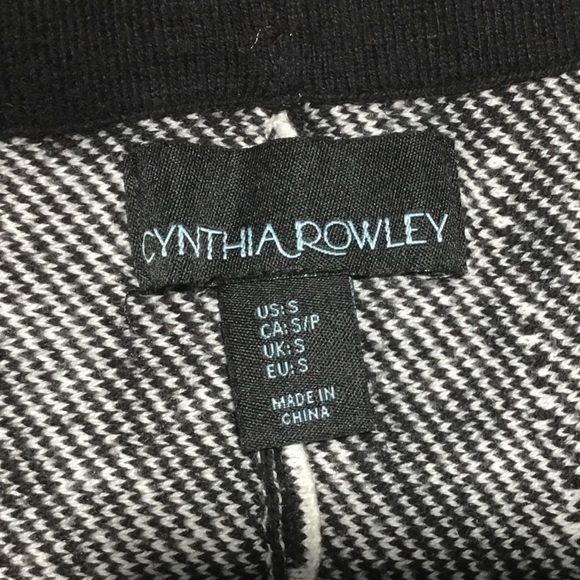 CYNTHIA ROWLEY
US: S
CA: S/P
UK: S
EU: S
MADE IN
CHINA